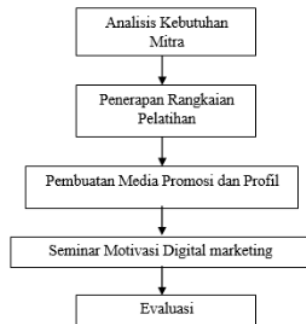 Analisis Kebutuhan
Mitra
Penerapan Rangkaian
Pelatihan
Pembuatan Media Promosi dan Profil
Seminar Motivasi Digital marketing
Evaluasi